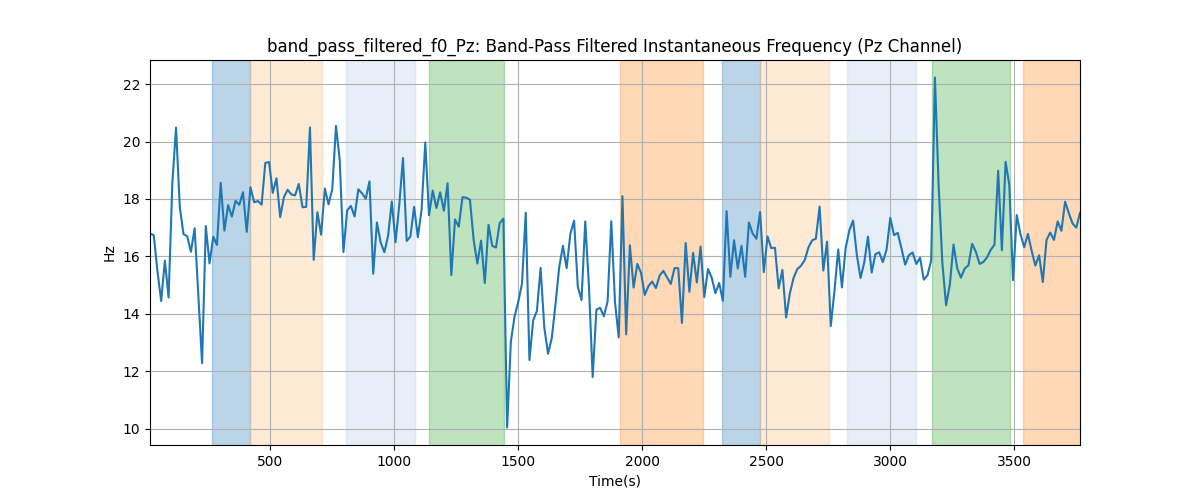 band_pass_filtered_f0_Pz: Band-Pass Filtered Instantaneous Frequency (Pz Channel)
22
20
18
16
14
12
10
Hz
500 1000 1500 2000 2500 3000 3500
Time(s)